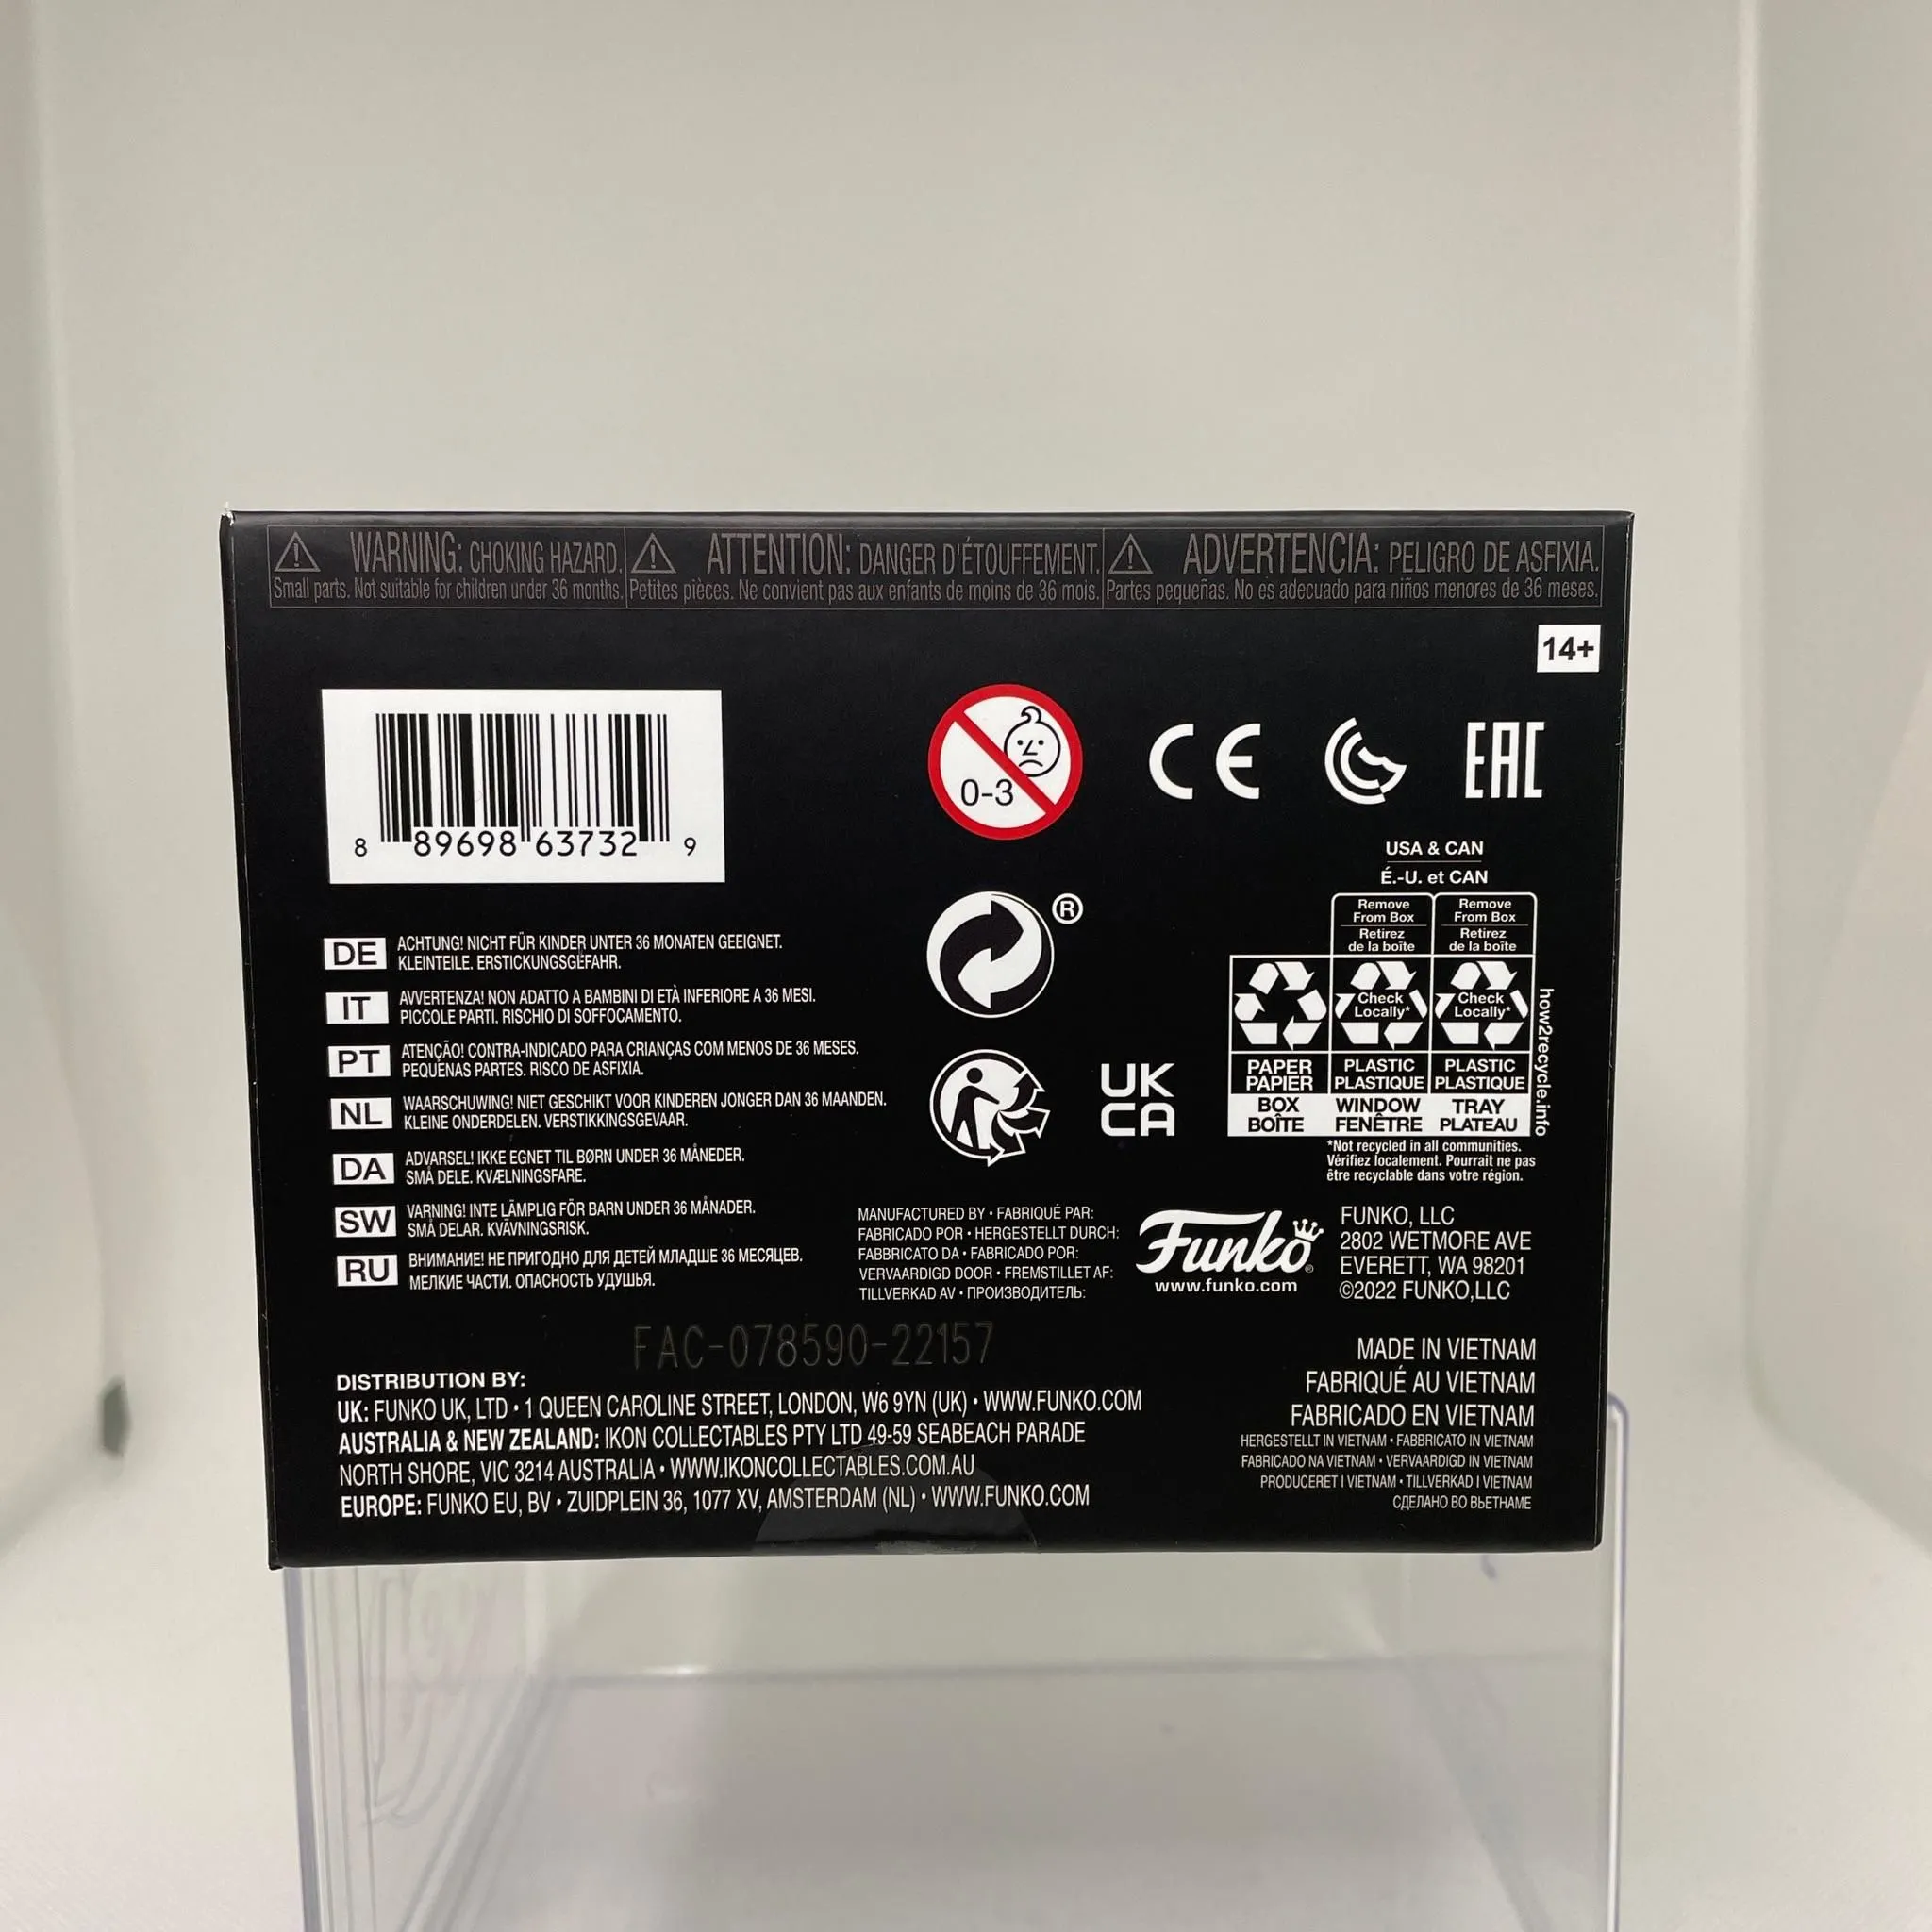 WARNING: CHOKING HAZARD.
Small parts. Not suitable for children under 36 months.
ATTENTION: DANGER D'ÉTOUFFEMENT.
Petites pièces. Ne convient pas aux enfants de moins de 36 mois.
ADVERTENCIA: PELIGRO DE ASFIXIA.
Partes pequeñas. No es adecuado para niños menores de 36 meses.
14+
8 89698 63732 9
0-3
CE
EAC
DE ACHTUNG! NICHT FÜR KINDER UNTER 36 MONATEN GEEIGNET.
KLEINTEILE. ERSTICKUNGSGEFAHR.
IT AVVERTENZA! NON ADATTO A BAMBINI DI ETÀ INFERIORE A 36 MESI.
PICCOLE PARTI. RISCHIO DI SOFFOCAMENTO.
PT ATENÇÃO! CONTRA-INDICADO PARA CRIANÇAS COM MENOS DE 36 MESES.
PEQUENAS PARTES. RISCO DE ASFIXIA.
NL WAARSCHUWING! NIET GESCHIKT VOOR KINDEREN JONGER DAN 36 MAANDEN.
KLEINE ONDERDELEN. VERSTIKKINGSGEVAAR.
DA ADVARSEL! IKKE EGNET TIL BØRN UNDER 36 MÅNEDER.
SMÅ DELE. KVÆLNINGSFARE.
SW VARNING! INTE LÄMPLIG FÖR BARN UNDER 36 MÅNADER.
SMÅ DELAR. KVÄVNINGSRISK.
RU ВНИМАНИЕ! НЕ ПРИГОДНО ДЛЯ ДЕТЕЙ МЛАДШЕ 36 МЕСЯЦЕВ.
МЕЛКИЕ ЧАСТИ. ОПАСНОСТЬ УДУШЬЯ.
®
UK
CA
USA & CAN
É.-U. et CAN
Remove
From Box
Retirez
de la boîte
Remove
From Box
Retirez
de la boîte
Check
Locally*
Check
Locally*
PAPER
PAPIER
BOX
BOÎTE
PLASTIC
PLASTIQUE
WINDOW
FENÊTRE
PLASTIC
PLASTIQUE
TRAY
PLATEAU
how2recycle.info
*Not recycled in all communities.
Vérifiez localement. Pourrait ne pas
être recyclable dans votre région.
MANUFACTURED BY • FABRIQUÉ PAR:
FABRICADO POR • HERGESTELLT DURCH:
FABBRICATO DA • FABRICADO POR:
VERVAARDIGD DOOR • FREMSTILLET AF:
TILLVERKAD AV • ПРОИЗВОДИТЕЛЬ:
Funko®
www.funko.com
FUNKO, LLC
2802 WETMORE AVE
EVERETT, WA 98201
©2022 FUNKO,LLC
FAC-078590-22157
DISTRIBUTION BY:
UK: FUNKO UK, LTD • 1 QUEEN CAROLINE STREET, LONDON, W6 9YN (UK) • WWW.FUNKO.COM
AUSTRALIA & NEW ZEALAND: IKON COLLECTABLES PTY LTD 49-59 SEABEACH PARADE
NORTH SHORE, VIC 3214 AUSTRALIA • WWW.IKONCOLLECTABLES.COM.AU
EUROPE: FUNKO EU, BV • ZUIDPLEIN 36, 1077 XV, AMSTERDAM (NL) • WWW.FUNKO.COM
MADE IN VIETNAM
FABRIQUÉ AU VIETNAM
FABRICADO EN VIETNAM
HERGESTELLT IN VIETNAM • FABBRICATO IN VIETNAM
FABRICADO NA VIETNAM • VERVAARDIGD IN VIETNAM
PRODUCERET I VIETNAM • TILLVERKAD I VIETNAM
СДЕЛАНО ВО ВЬЕТНАМЕ